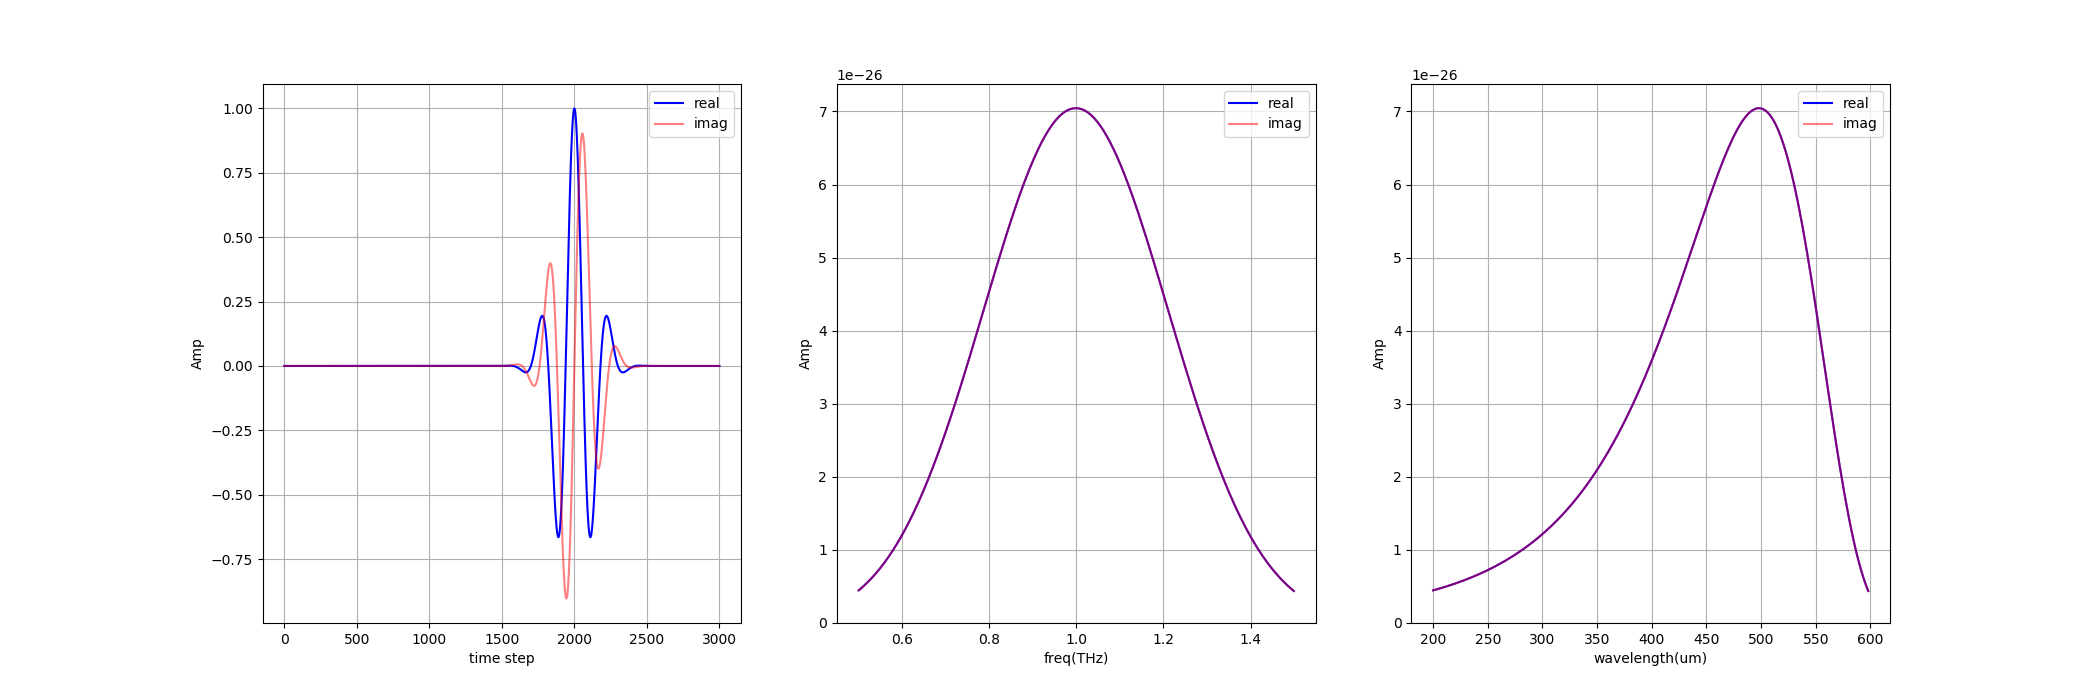 real
imag
1.00
0.75
0.50
0.25
0.00
−0.25
−0.50
−0.75
Amp
0 500 1000 1500 2000 2500 3000
time step
1e−26
real
imag
7
6
5
4
3
2
1
0
Amp
0.6 0.8 1.0 1.2 1.4
freq(THz)
1e−26
real
imag
7
6
5
4
3
2
1
0
Amp
200 250 300 350 400 450 500 550 600
wavelength(um)